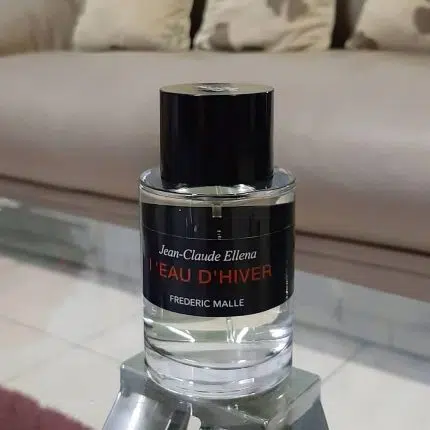 Jean-Claude Ellena
L'EAU D'HIVER
FREDERIC MALLE